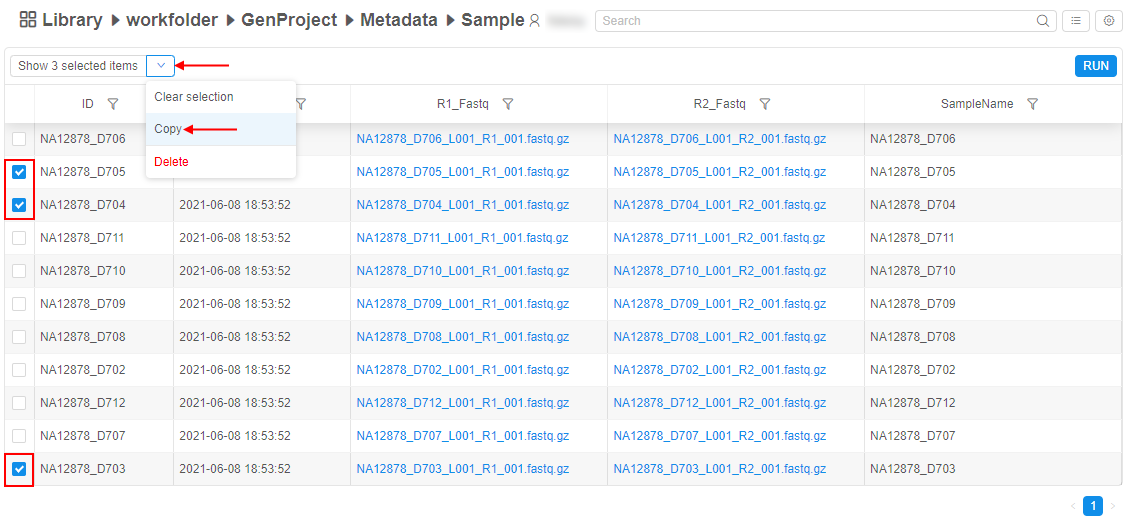 Library workfolder GenProject Metadata Sample Search
Show 3 selected items RUN
Clear selection
Copy
Delete
ID R1_Fastq R2_Fastq SampleName
NA12878_D706 NA12878_D706_L001_R1_001.fastq.gz NA12878_D706_L001_R2_001.fastq.gz NA12878_D706
NA12878_D705 NA12878_D705_L001_R1_001.fastq.gz NA12878_D705_L001_R2_001.fastq.gz NA12878_D705
NA12878_D704 2021-06-08 18:53:52 NA12878_D704_L001_R1_001.fastq.gz NA12878_D704_L001_R2_001.fastq.gz NA12878_D704
NA12878_D711 2021-06-08 18:53:52 NA12878_D711_L001_R1_001.fastq.gz NA12878_D711_L001_R2_001.fastq.gz NA12878_D711
NA12878_D710 2021-06-08 18:53:52 NA12878_D710_L001_R1_001.fastq.gz NA12878_D710_L001_R2_001.fastq.gz NA12878_D710
NA12878_D709 2021-06-08 18:53:52 NA12878_D709_L001_R1_001.fastq.gz NA12878_D709_L001_R2_001.fastq.gz NA12878_D709
NA12878_D708 2021-06-08 18:53:52 NA12878_D708_L001_R1_001.fastq.gz NA12878_D708_L001_R2_001.fastq.gz NA12878_D708
NA12878_D702 2021-06-08 18:53:52 NA12878_D702_L001_R1_001.fastq.gz NA12878_D702_L001_R2_001.fastq.gz NA12878_D702
NA12878_D712 2021-06-08 18:53:52 NA12878_D712_L001_R1_001.fastq.gz NA12878_D712_L001_R2_001.fastq.gz NA12878_D712
NA12878_D707 2021-06-08 18:53:52 NA12878_D707_L001_R1_001.fastq.gz NA12878_D707_L001_R2_001.fastq.gz NA12878_D707
NA12878_D703 2021-06-08 18:53:52 NA12878_D703_L001_R1_001.fastq.gz NA12878_D703_L001_R2_001.fastq.gz NA12878_D703
1